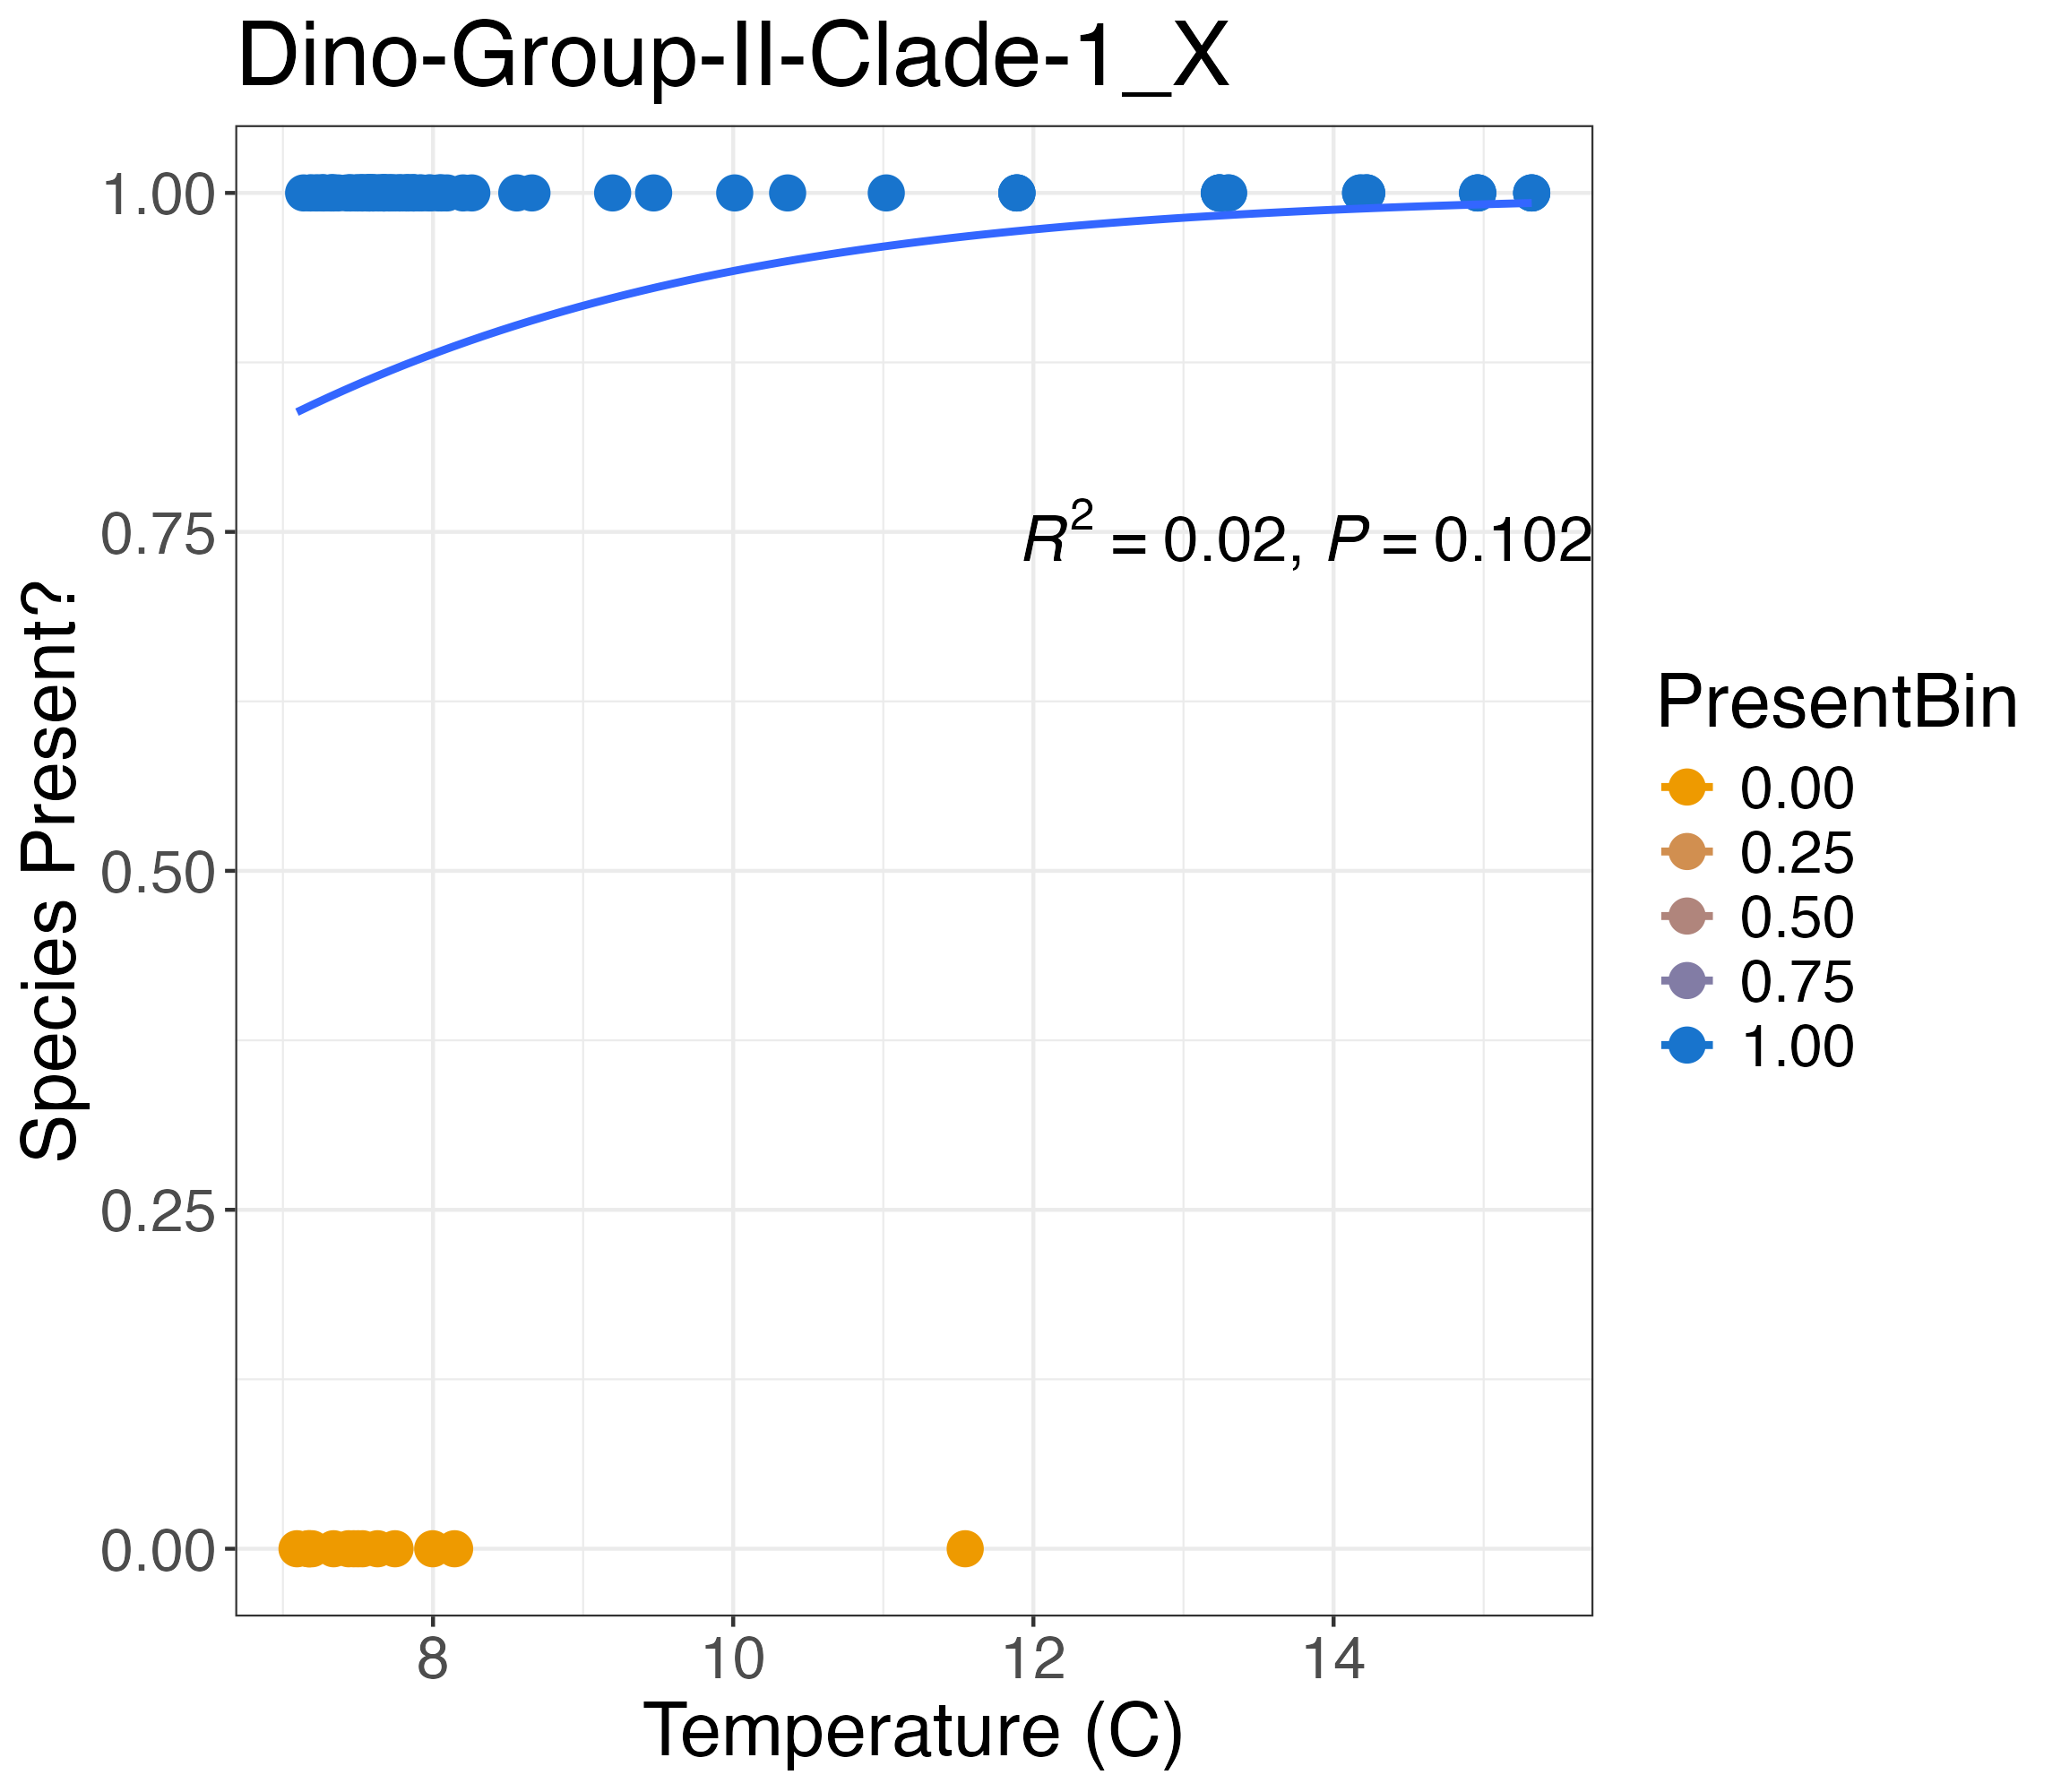 Dino-Group-II-Clade-1_X
1.00
0.75
0.50
0.25
0.00
Species Present?
R² = 0.02, P = 0.102
8 10 12 14
Temperature (C)
PresentBin
0.00
0.25
0.50
0.75
1.00